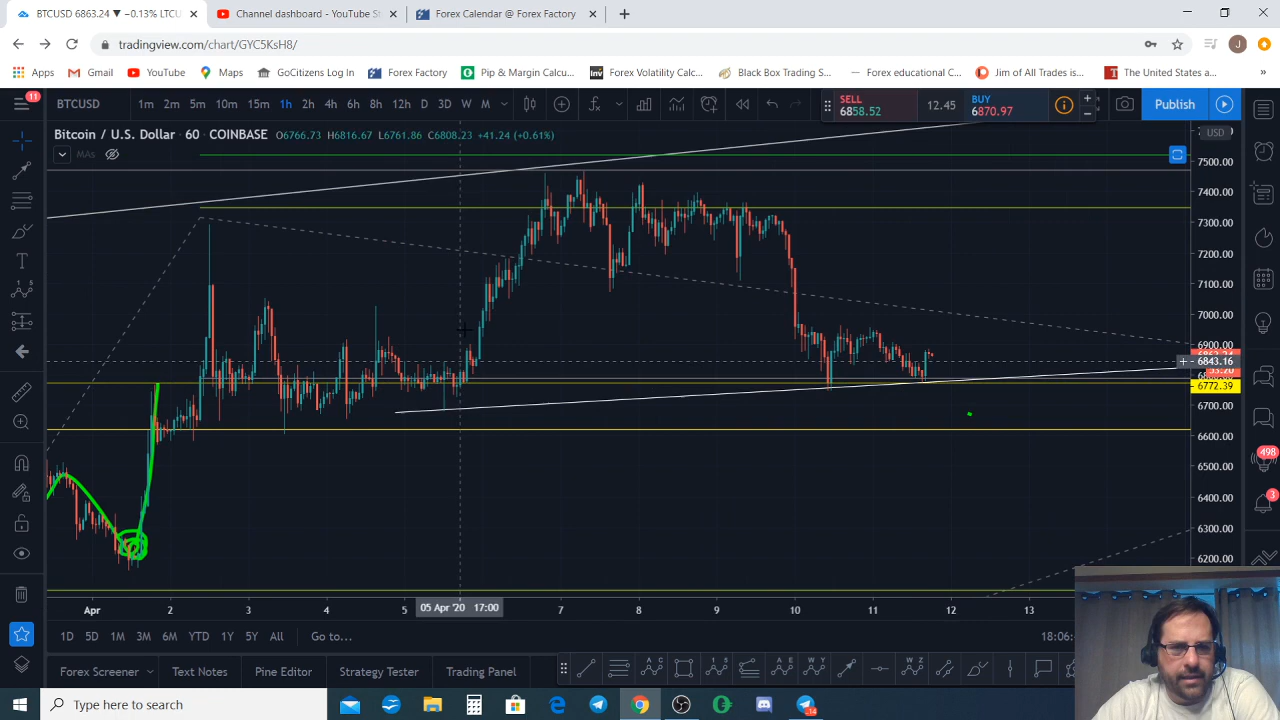 BTCUSD 6863.24 ▼ −0.13% LTCU
Channel dashboard - YouTube St
Forex Calendar @ Forex Factory
tradingview.com/chart/GYC5KsH8/
J
Apps Gmail YouTube Maps GoCitizens Log In ForexFactory Pip & Margin Calcu... Forex Volatility Calc... Black Box Trading S... Forex educational C... Jim of All Trades is... The United States a... »
11
BTCUSD 1m 2m 5m 10m 15m 1h 2h 4h 6h 8h 12h D 3D W M
SELL
6858.52
12.45
BUY
6870.97
Publish
Bitcoin / U.S. Dollar · 60 · COINBASE O6766.73 H6816.67 L6761.86 C6808.23 +41.24 (+0.61%)
MAs
USD
7500.00
7400.00
7300.00
7200.00
7100.00
7000.00
6900.00
6843.16
53:20
6772.39
6700.00
6600.00
6500.00
6400.00
6300.00
6200.00
498
3
Apr 2 3 4 5 05 Apr '20 17:00 7 8 9 10 11 12 13
1D 5D 1M 3M 6M YTD 1Y 5Y All Go to... 18:06:
Forex Screener Text Notes Pine Editor Strategy Tester Trading Panel
Type here to search
14